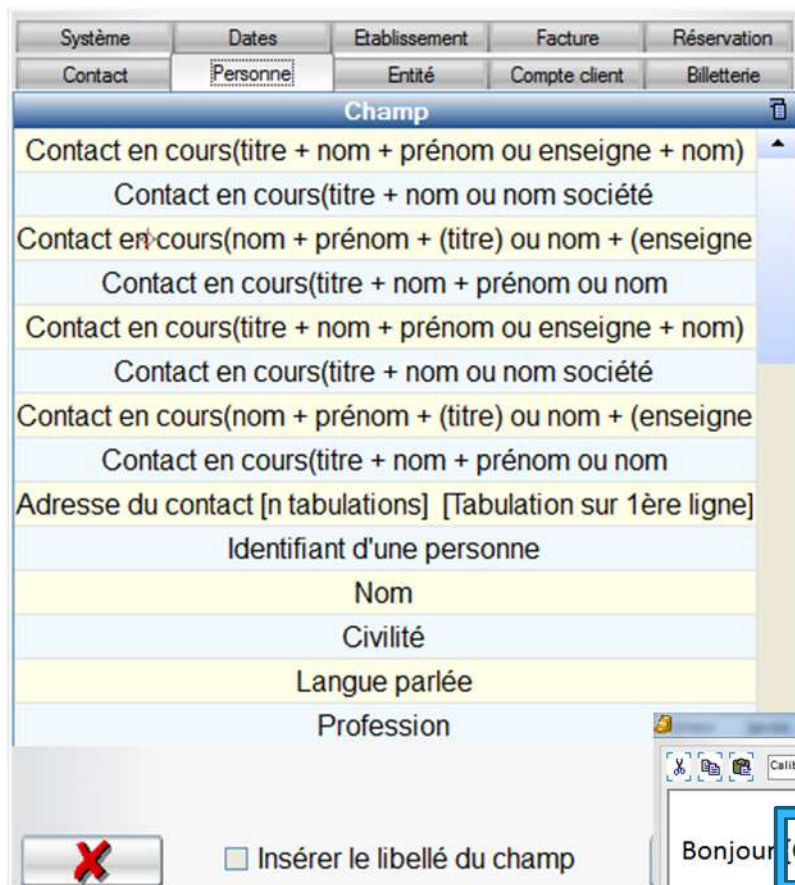 Système Dates Etablissement Facture Réservation
Contact Personne Entité Compte client Billetterie
Champ
Contact en cours(titre + nom + prénom ou enseigne + nom)
Contact en cours(titre + nom ou nom société
Contact en cours(nom + prénom + (titre) ou nom + (enseigne
Contact en cours(titre + nom + prénom ou nom
Contact en cours(titre + nom + prénom ou enseigne + nom)
Contact en cours(titre + nom ou nom société
Contact en cours(nom + prénom + (titre) ou nom + (enseigne
Contact en cours(titre + nom + prénom ou nom
Adresse du contact [n tabulations] [Tabulation sur 1ère ligne]
Identifiant d'une personne
Nom
Civilité
Langue parlée
Profession
Calib
Insérer le libellé du champ
Bonjour